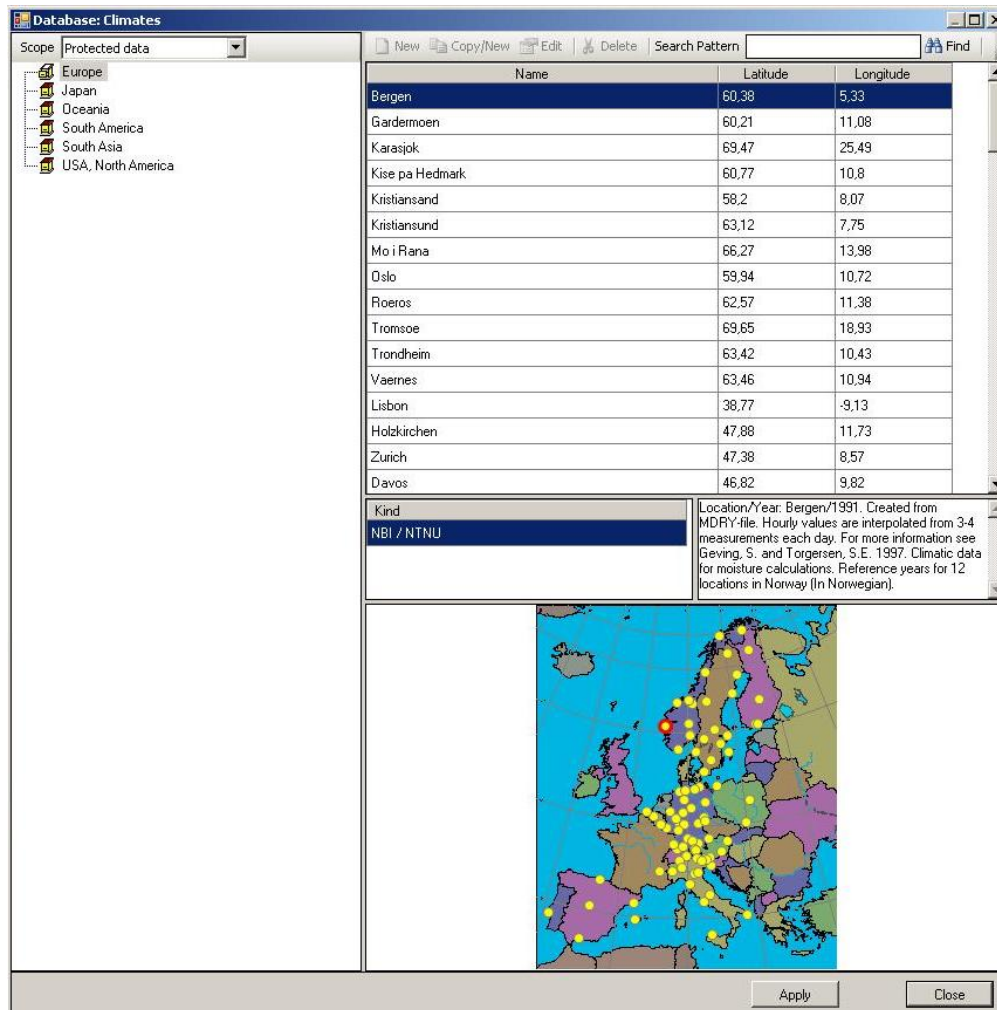 Database: Climates
Scope Protected data
New Copy/New Edit Delete Search Pattern Find
Europe
Japan
Oceania
South America
South Asia
USA, North America
Name Latitude Longitude
Bergen 60,38 5,33
Gardermoen 60,21 11,08
Karasjok 69,47 25,49
Kise pa Hedmark 60,77 10,8
Kristiansand 58,2 8,07
Kristiansund 63,12 7,75
Mo i Rana 66,27 13,98
Oslo 59,94 10,72
Roeros 62,57 11,38
Tromsoe 69,65 18,93
Trondheim 63,42 10,43
Vaernes 63,46 10,94
Lisbon 38,77 -9,13
Holzkirchen 47,88 11,73
Zurich 47,38 8,57
Davos 46,82 9,82
Kind
NBI / NTNU
Location/Year: Bergen/1991. Created from
MDRY-file. Hourly values are interpolated from 3-4
measurements each day. For more information see
Geving, S. and Torgersen, S.E. 1997. Climatic data
for moisture calculations. Reference years for 12
locations in Norway (In Norwegian).
Apply Close